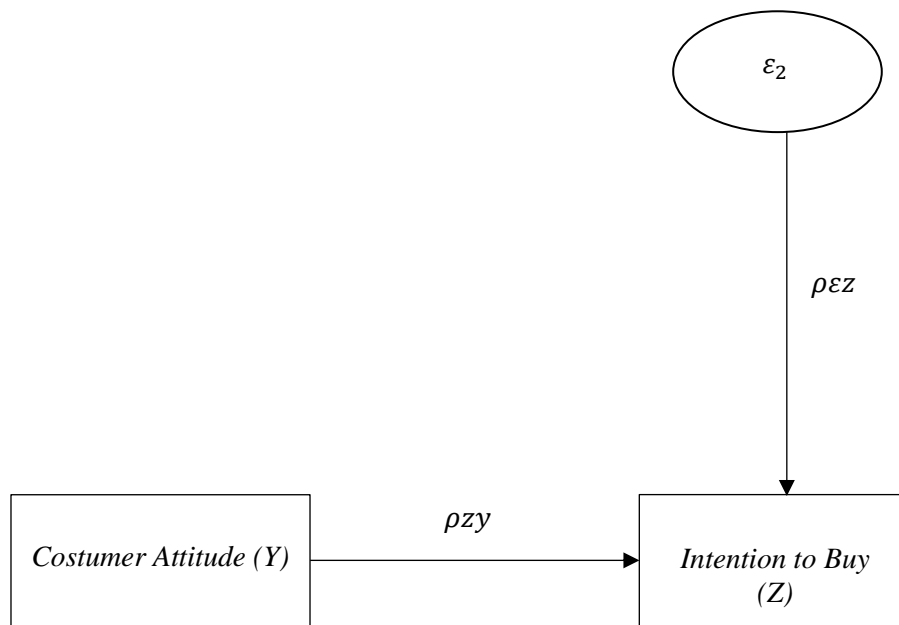 ε₂
ρεz
ρzy
Costumer Attitude (Y)
Intention to Buy
(Z)